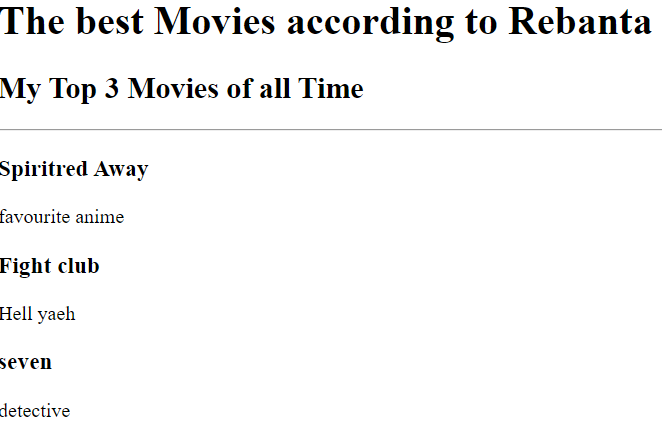 The best Movies according to Rebanta
My Top 3 Movies of all Time
Spiritred Away
favourite anime
Fight club
Hell yaeh
seven
detective